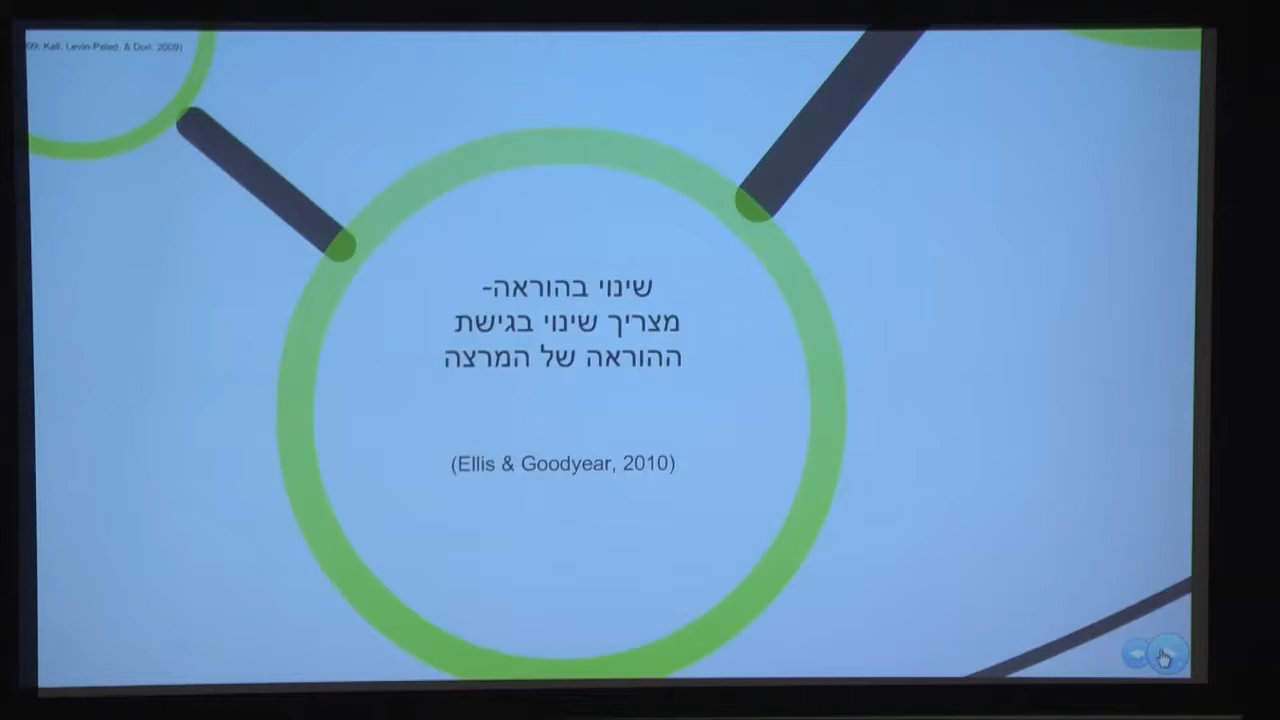 Kali, Levin-Peled, & Dori, 2009)
שינוי בהוראה-
מצריך שינוי בגישת
ההוראה של המרצה
(Ellis & Goodyear, 2010)